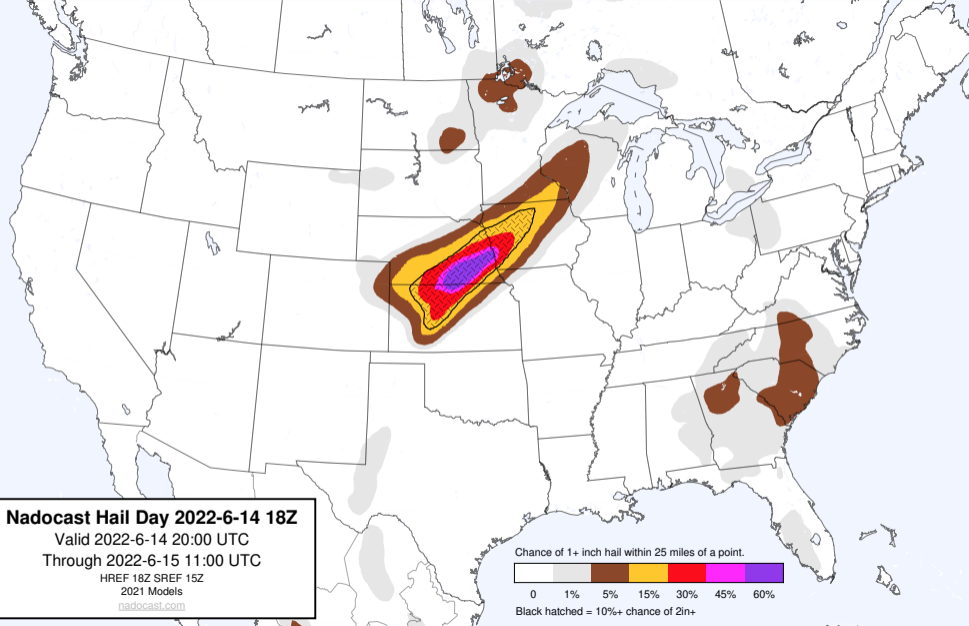 Nadocast Hail Day 2022-6-14 18Z
Valid 2022-6-14 20:00 UTC
Through 2022-6-15 11:00 UTC
HREF 18Z SREF 15Z
2021 Models
nadocast.com
Chance of 1+ inch hail within 25 miles of a point.
0 1% 5% 15% 30% 45% 60%
Black hatched = 10%+ chance of 2in+